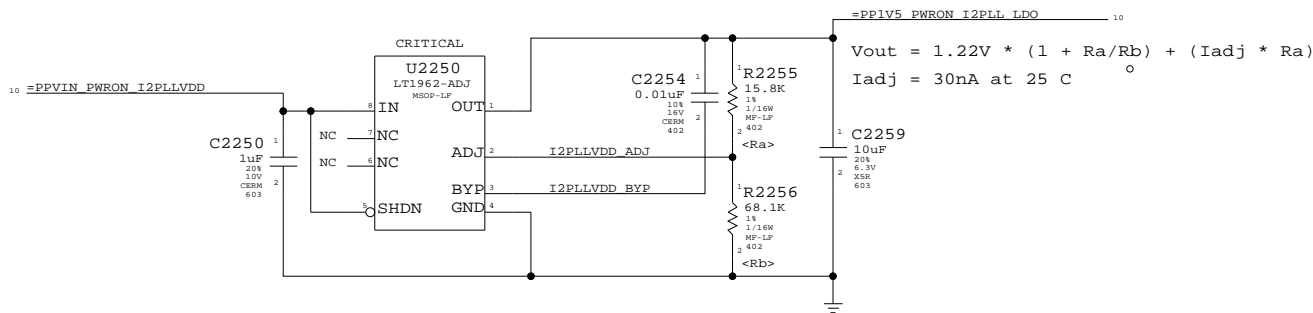 =PP1V5_PWRON_I2PLL_LDO
10
Vout = 1.22V * (1 + Ra/Rb) + (Iadj * Ra)
Iadj = 30nA at 25 C
o
10
=PPVIN_PWRON_I2PLLVDD
CRITICAL
U2250
LT1962-ADJ
MSOP-LF
8
IN
OUT
1
NC
7
NC
NC
6
NC
ADJ
2
I2PLLVDD_ADJ
BYP
3
I2PLLVDD_BYP
5
SHDN
GND
4
C2250
1
1uF
20%
10V
2
CERM
603
C2254
1
0.01uF
10%
16V
2
CERM
402
1
R2255
15.8K
1%
1/16W
MF-LF
2
402
<Ra>
1
R2256
68.1K
1%
1/16W
MF-LF
402
2
<Rb>
1
C2259
10uF
20%
6.3V
2
X5R
603